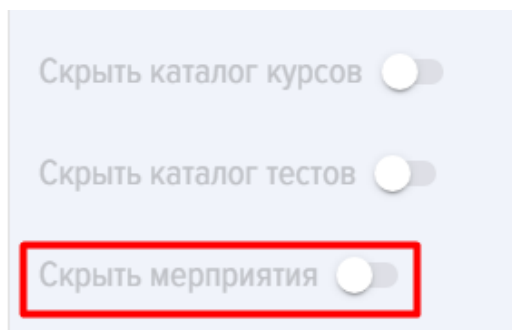 Скрыть каталог курсов
Скрыть каталог тестов
Скрыть мерприятия